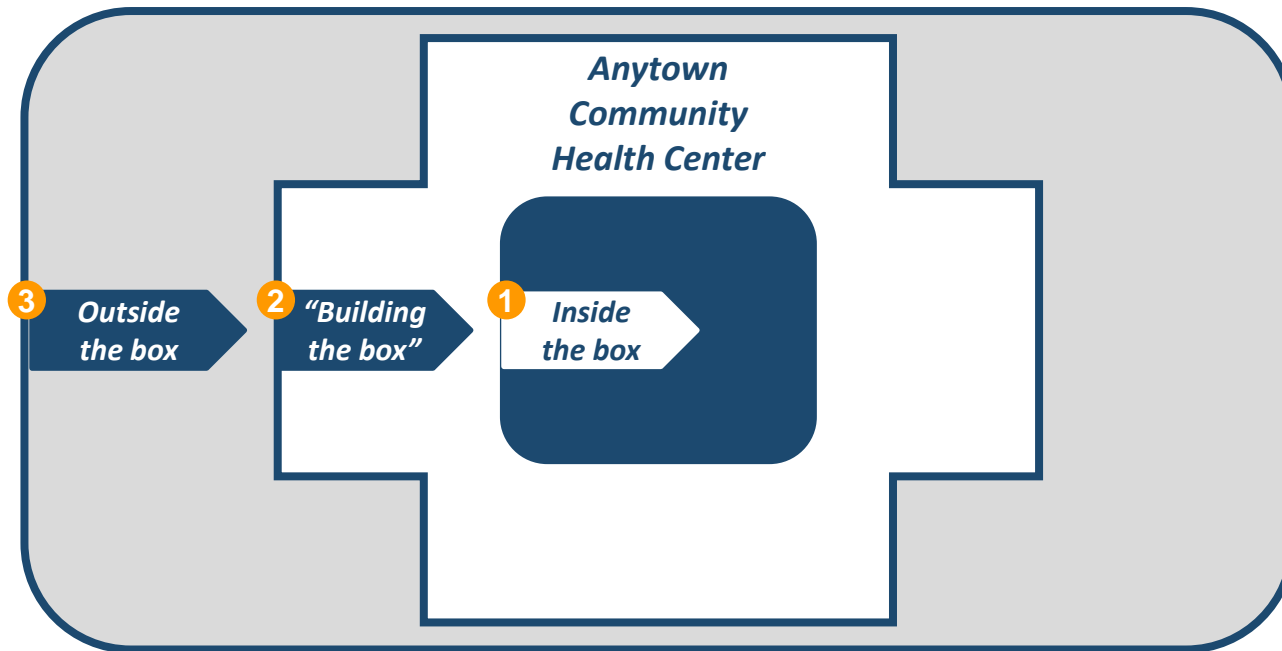 Anytown
Community
Health Center
3
Outside
the box
2
“Building
the box”
1
Inside
the box